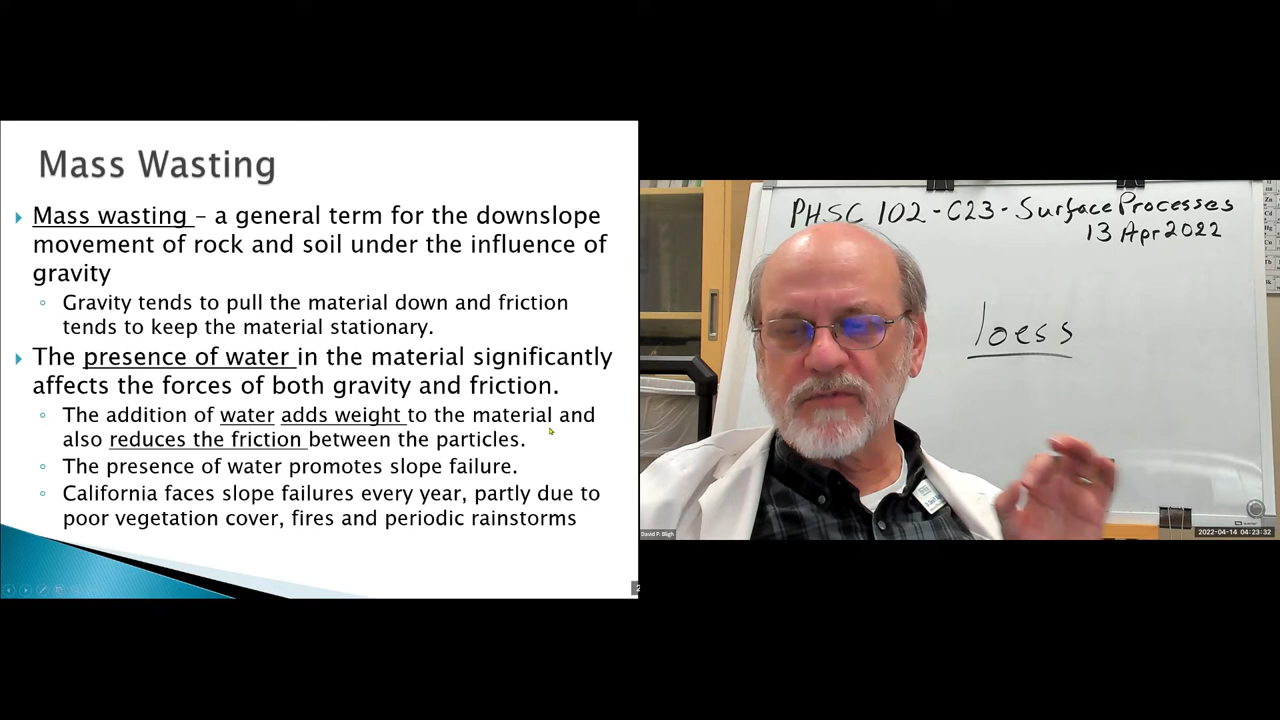 Mass Wasting
Mass wasting – a general term for the downslope
movement of rock and soil under the influence of
gravity
Gravity tends to pull the material down and friction
tends to keep the material stationary.
The presence of water in the material significantly
affects the forces of both gravity and friction.
The addition of water adds weight to the material and
also reduces the friction between the particles.
The presence of water promotes slope failure.
California faces slope failures every year, partly due to
poor vegetation cover, fires and periodic rainstorms
PHSC 102 - C23 - Surface Processes
13 Apr 2022
loess
David P. Bligh
2022-04-14 04:23:32